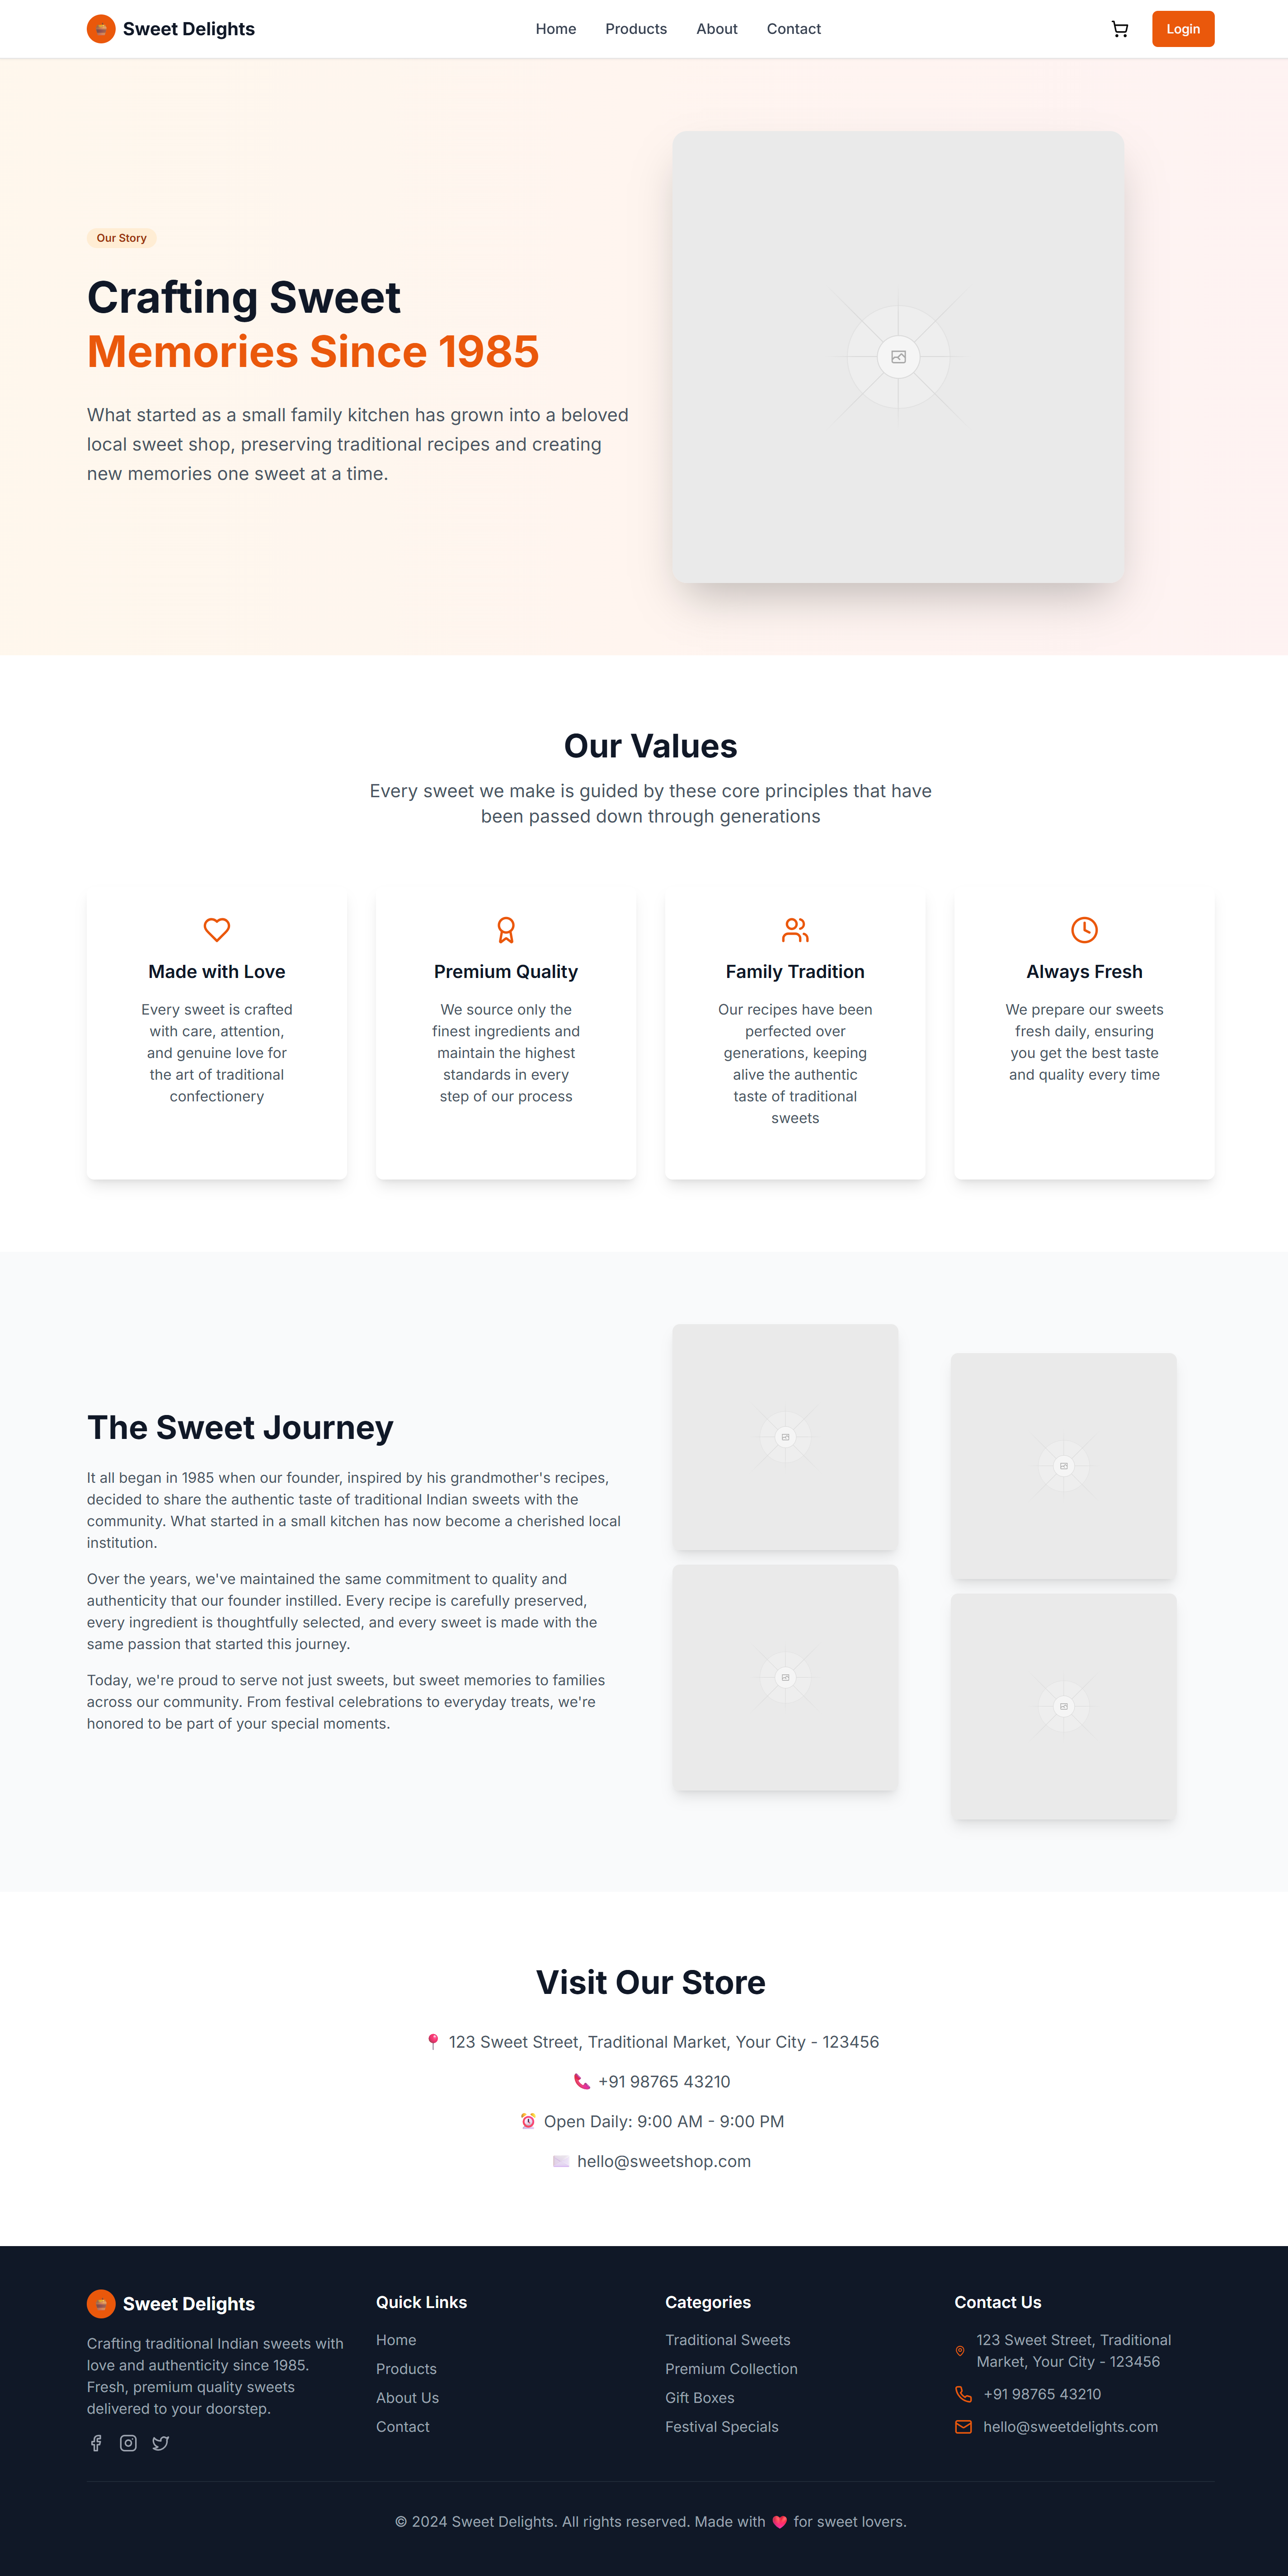 Sweet Delights
Home
Products
About
Contact
Login
Our Story
Crafting Sweet
Memories Since 1985
What started as a small family kitchen has grown into a beloved
local sweet shop, preserving traditional recipes and creating
new memories one sweet at a time.
Our Values
Every sweet we make is guided by these core principles that have
been passed down through generations
Made with Love
Every sweet is crafted
with care, attention,
and genuine love for
the art of traditional
confectionery
Premium Quality
We source only the
finest ingredients and
maintain the highest
standards in every
step of our process
Family Tradition
Our recipes have been
perfected over
generations, keeping
alive the authentic
taste of traditional
sweets
Always Fresh
We prepare our sweets
fresh daily, ensuring
you get the best taste
and quality every time
The Sweet Journey
It all began in 1985 when our founder, inspired by his grandmother's recipes,
decided to share the authentic taste of traditional Indian sweets with the
community. What started in a small kitchen has now become a cherished local
institution.
Over the years, we've maintained the same commitment to quality and
authenticity that our founder instilled. Every recipe is carefully preserved,
every ingredient is thoughtfully selected, and every sweet is made with the
same passion that started this journey.
Today, we're proud to serve not just sweets, but sweet memories to families
across our community. From festival celebrations to everyday treats, we're
honored to be part of your special moments.
Visit Our Store
📍 123 Sweet Street, Traditional Market, Your City - 123456
📞 +91 98765 43210
⏰ Open Daily: 9:00 AM - 9:00 PM
✉️ hello@sweetshop.com
Sweet Delights
Crafting traditional Indian sweets with
love and authenticity since 1985.
Fresh, premium quality sweets
delivered to your doorstep.
Quick Links
Home
Products
About Us
Contact
Categories
Traditional Sweets
Premium Collection
Gift Boxes
Festival Specials
Contact Us
123 Sweet Street, Traditional
Market, Your City - 123456
+91 98765 43210
hello@sweetdelights.com
© 2024 Sweet Delights. All rights reserved. Made with ❤️ for sweet lovers.